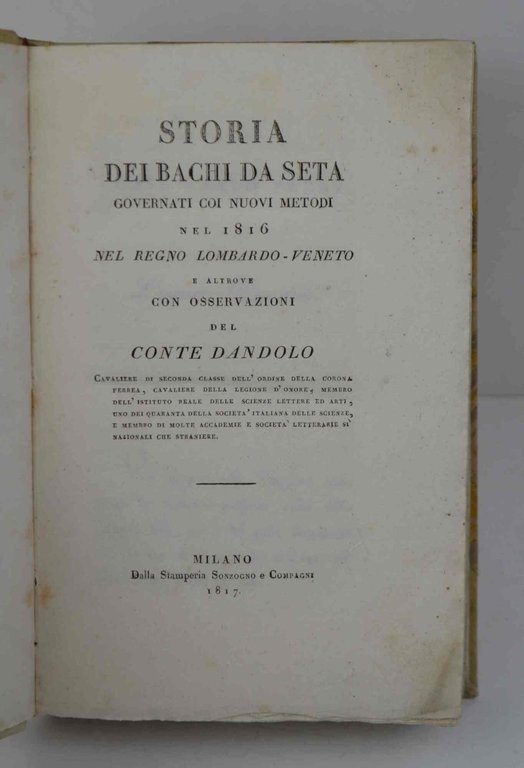 STORIA
DEI BACHI DA SETA
GOVERNATI COI NUOVI METODI
NEL 1816
NEL REGNO LOMBARDO-VENETO
E ALTROVE
CON OSSERVAZIONI
DEL
CONTE DANDOLO
CAVALIERE DI SECONDA CLASSE DELL'ORDINE DELLA CORONA
FERREA, CAVALIERE DELLA LEGIONE D'ONORE, MEMBRO
DELL'ISTITUTO REALE DELLE SCIENZE LETTERE ED ARTI,
UNO DEI QUARANTA DELLA SOCIETA' ITALIANA DELLE SCIENZE,
E MEMBRO DI MOLTE ACCADEMIE E SOCIETA' LETTERARIE SI
NAZIONALI CHE STRANIERE.
MILANO
Dalla Stamperia SONZOGNO e COMPAGNI
1817.